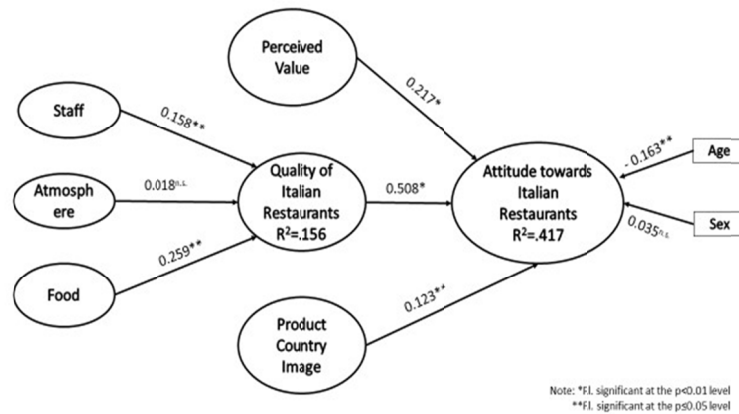 Perceived
Value
0.217*
Staff
0.158**
Atmosph
ere
0.018n.s.
Food
0.259**
Quality of
Italian
Restaurants
R²=.156
0.508*
Attitude towards
Italian
Restaurants
R²=.417
- 0.163**
Age
0.035n.s.
Sex
0.123**
Product
Country
Image
Note: *F.l. significant at the p<0.01 level
**F.l. significant at the p≤0.05 level